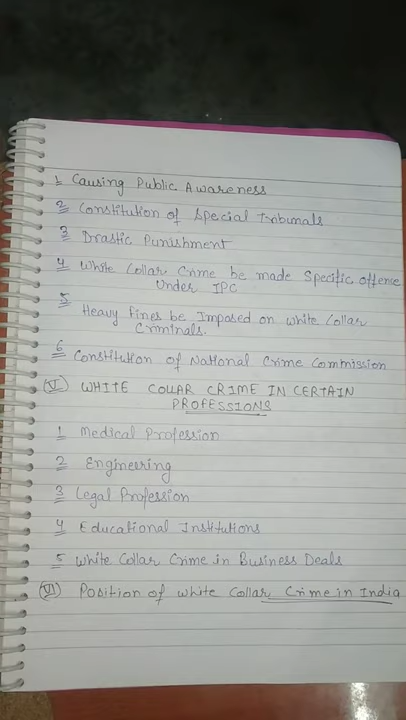 1 Causing Public Awareness
2 Constitution of Special Tribunals
3 Drastic Punishment
4 White Collar Crime be made Specific offence
under IPC
5 Heavy fines be Imposed on white Collar
Criminals.
6 Constitution of National Crime Commission
(V) WHITE COLLAR CRIME IN CERTAIN
PROFESSIONS
1 Medical Profession
2 Engineering
3 Legal Profession
4 Educational Institutions
5 White Collar Crime in Business Deals
(VI) Position of white Collar Crime in India